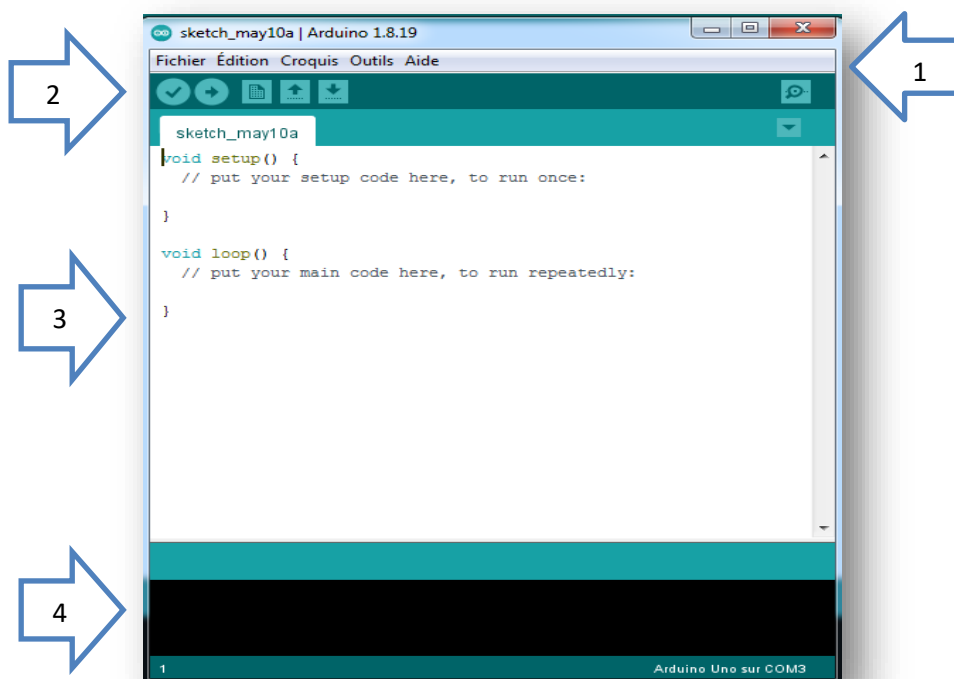 sketch_may10a | Arduino 1.8.19
1
Fichier Édition Croquis Outils Aide
2
sketch_may10a
void setup() {
// put your setup code here, to run once:
}
void loop() {
// put your main code here, to run repeatedly:
3
}
4
1 Arduino Uno sur COM3